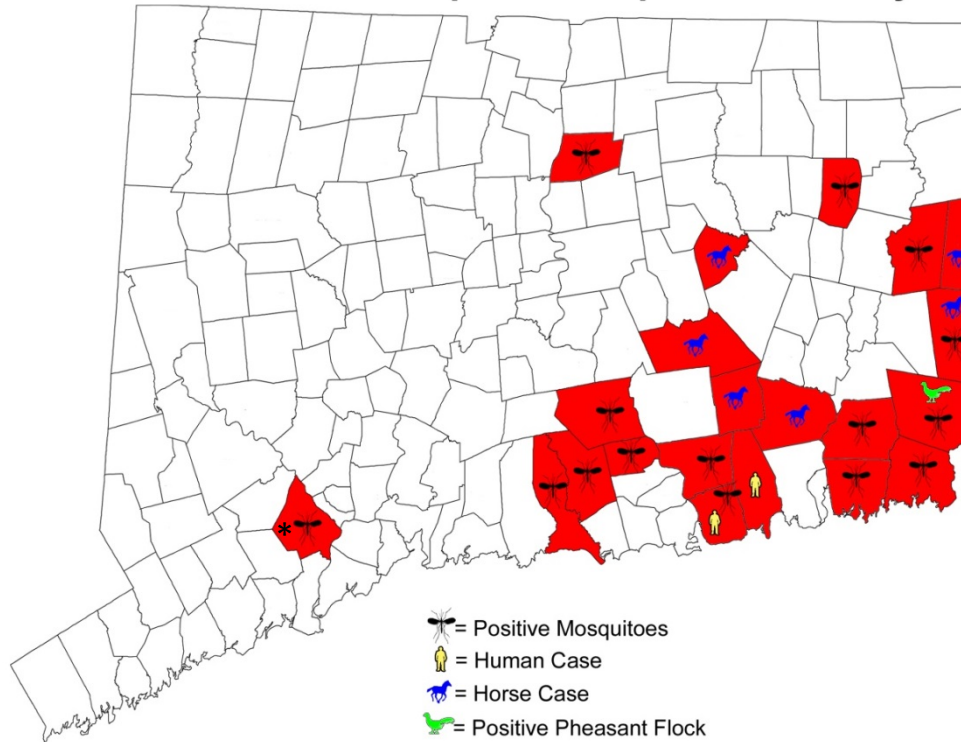 *
= Positive Mosquitoes
= Human Case
= Horse Case
= Positive Pheasant Flock